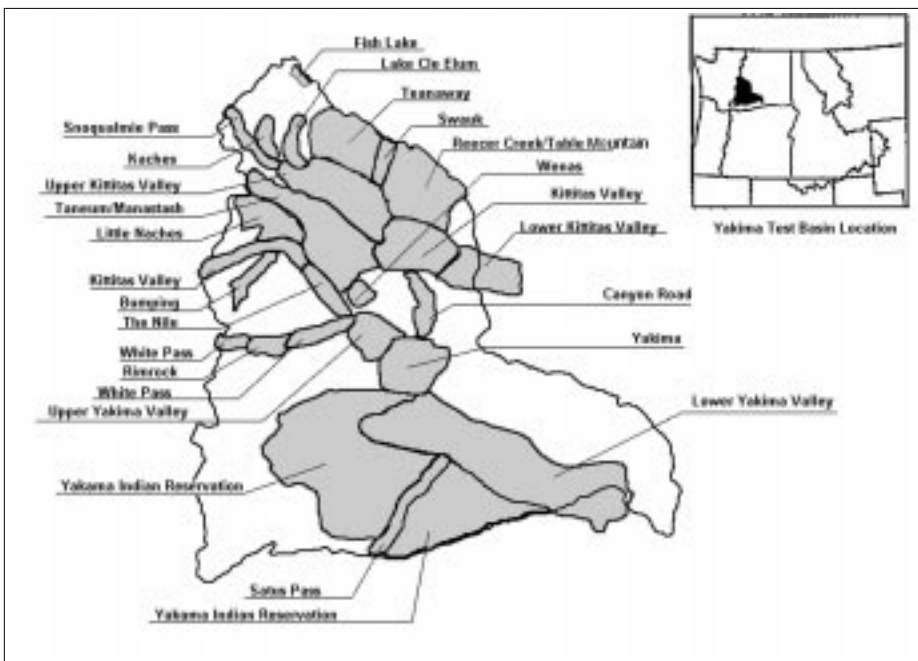 Fish Lake
Lake Cle Elum
Teanaway
Swauk
Snoqualmie Pass
Reecer Creek/Table Mountain
Kaches
Wenas
Upper Kittitas Valley
Kittitas Valley
Taneum/Manastash
Little Naches
Lower Kittitas Valley
Yakima Test Basin Location
Kittitas Valley
Bumping
Canyon Road
The Nile
Yakima
White Pass
Rimrock
White Pass
Upper Yakima Valley
Lower Yakima Valley
Yakama Indian Reservation
Satus Pass
Yakama Indian Reservation